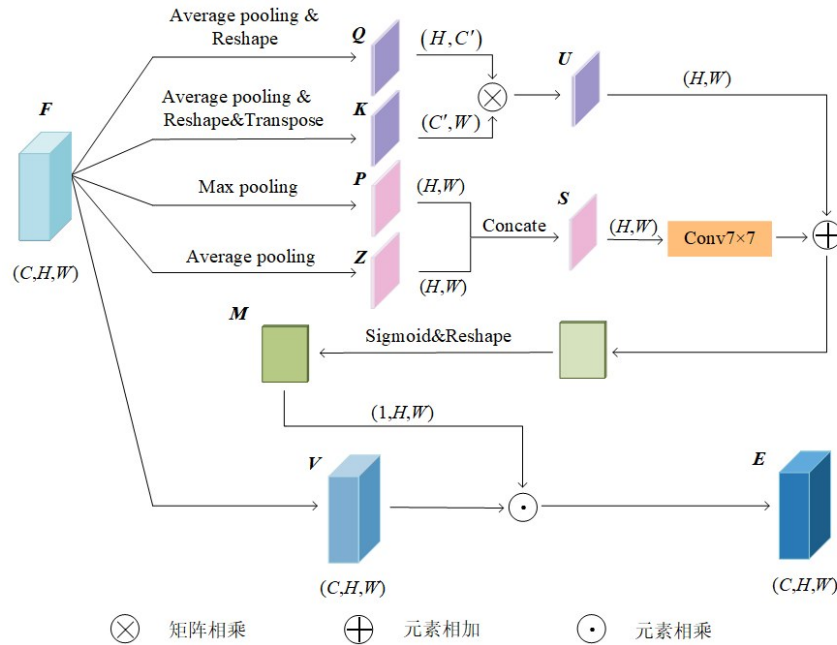 Average pooling &
Reshape
Q
(H,C′)
U
(H,W)
F
Average pooling &
Reshape&Transpose
K
(C′,W)
Max pooling
P
(H,W)
S
Concate
(H,W)
Conv7×7
Average pooling
Z
(H,W)
(C,H,W)
M
Sigmoid&Reshape
(1,H,W)
V
E
(C,H,W)
(C,H,W)
矩阵相乘
元素相加
元素相乘